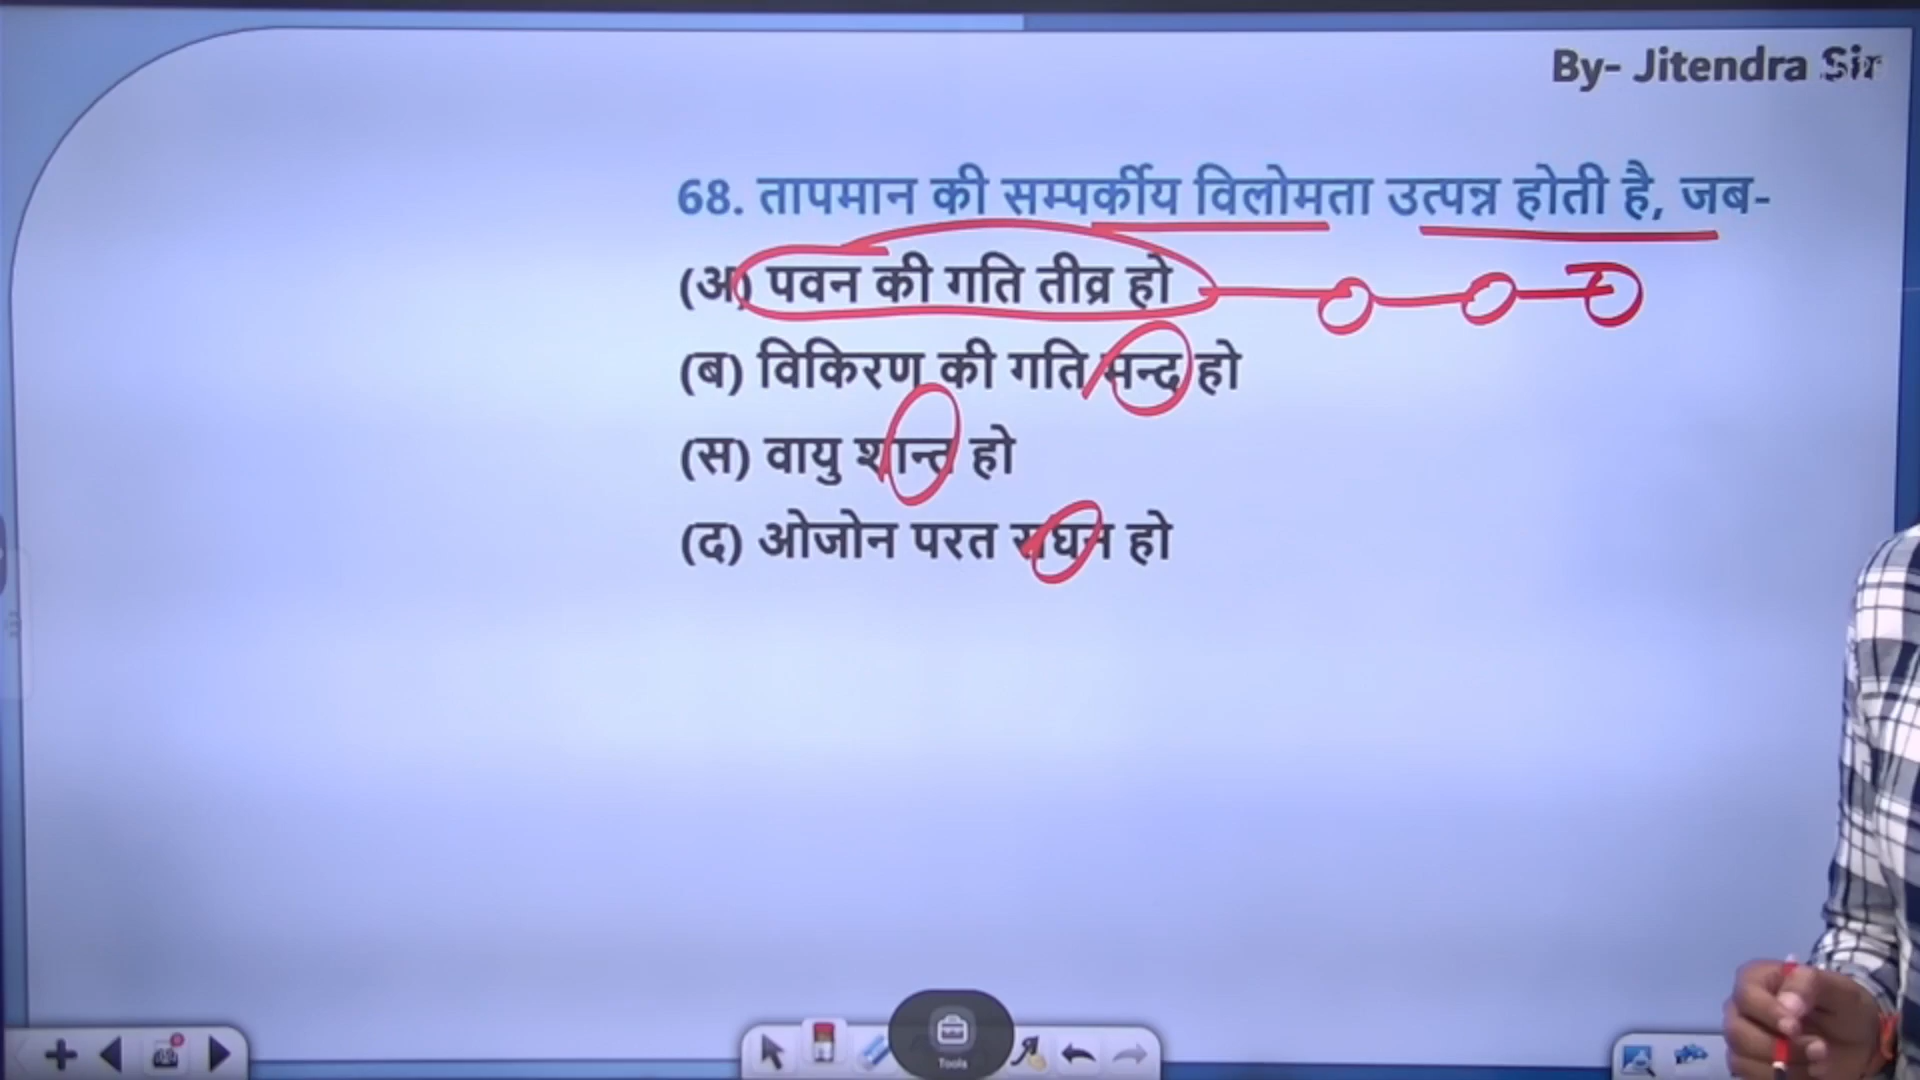 By- Jitendra Sir
68. तापमान की सम्पर्कीय विलोमता उत्पन्न होती है, जब-
(अ) पवन की गति तीव्र हो
(ब) विकिरण की गति मन्द हो
(स) वायु शान्त हो
(द) ओजोन परत सघन हो
Tools